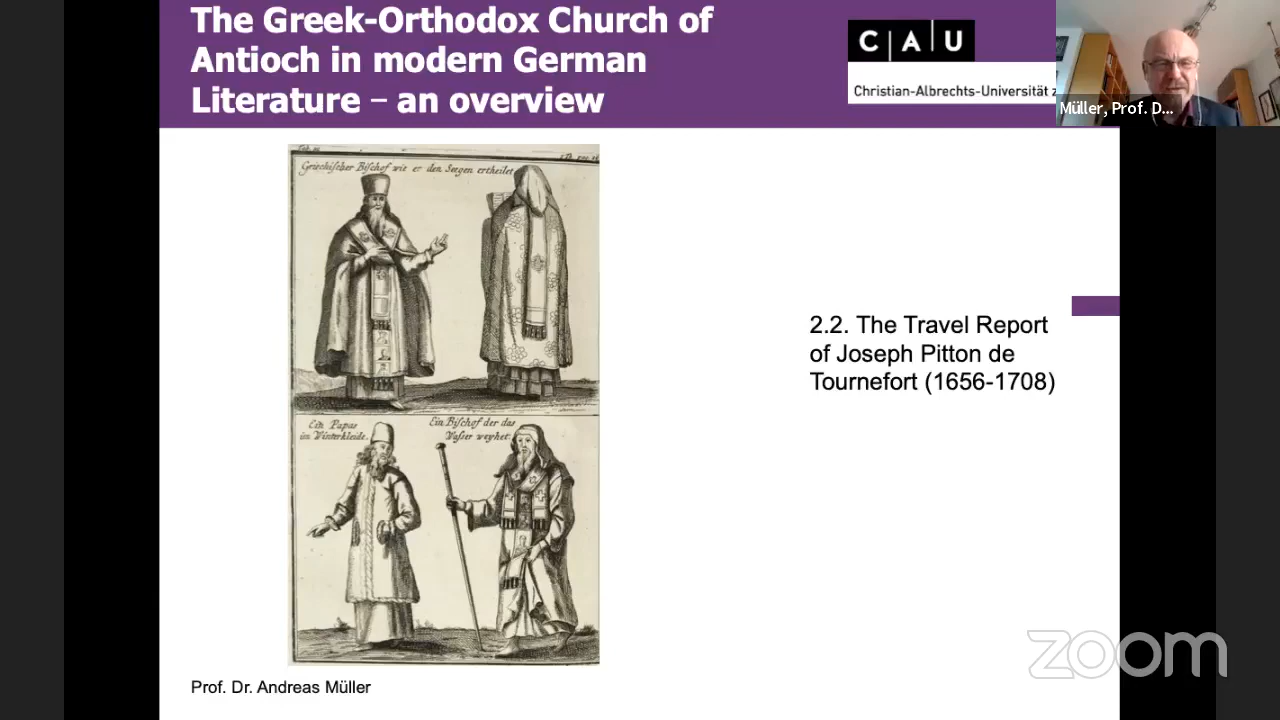 The Greek-Orthodox Church of
Antioch in modern German
Literature – an overview
C A U
Christian-Albrechts-Universität z
Müller, Prof. D...
Griechischer Bischof wie er den Seegen ertheilet
Ein Papas
im Winterkleide.
Ein Bischof der das
Wasser weyhet.
2.2. The Travel Report
of Joseph Pitton de
Tournefort (1656-1708)
Prof. Dr. Andreas Müller
zoom